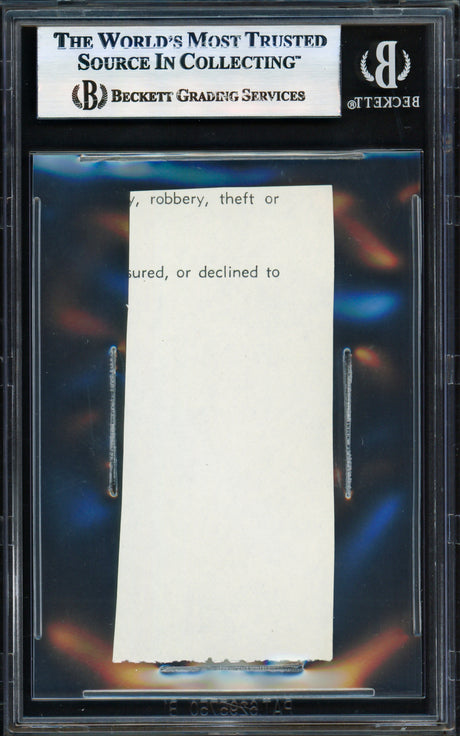 THE WORLD'S MOST TRUSTED
SOURCE IN COLLECTING™
B BECKETT GRADING SERVICES
B
BECKETT®
y, robbery, theft or
sured, or declined to